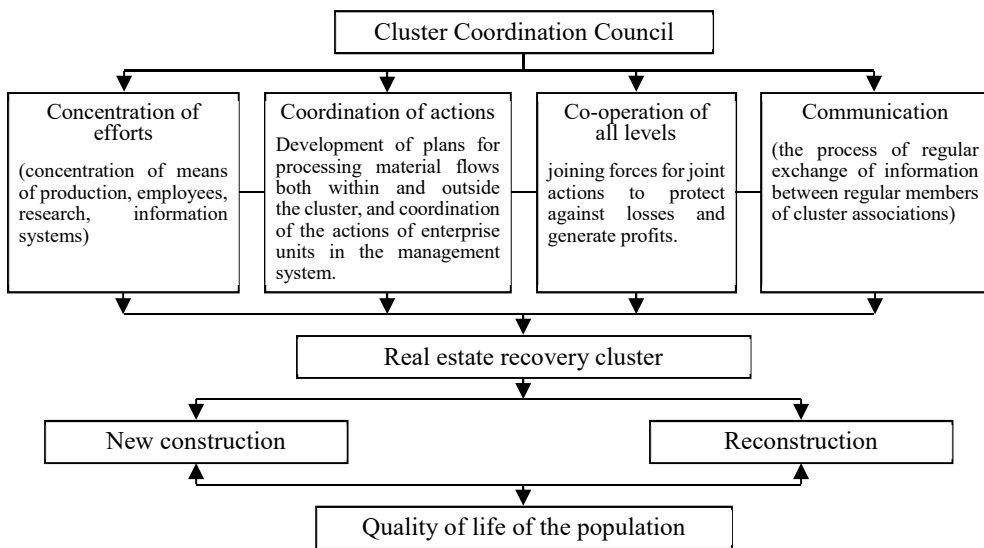 Cluster Coordination Council
Concentration of
efforts
(concentration of means
of production, employees,
research, information
systems)
Coordination of actions
Development of plans for
processing material flows
both within and outside
the cluster, and coordination
of the actions of enterprise
units in the management
system.
Co-operation of
all levels
joining forces for joint
actions to protect
against losses and
generate profits.
Communication
(the process of regular
exchange of information
between regular members
of cluster associations)
Real estate recovery cluster
New construction
Reconstruction
Quality of life of the population